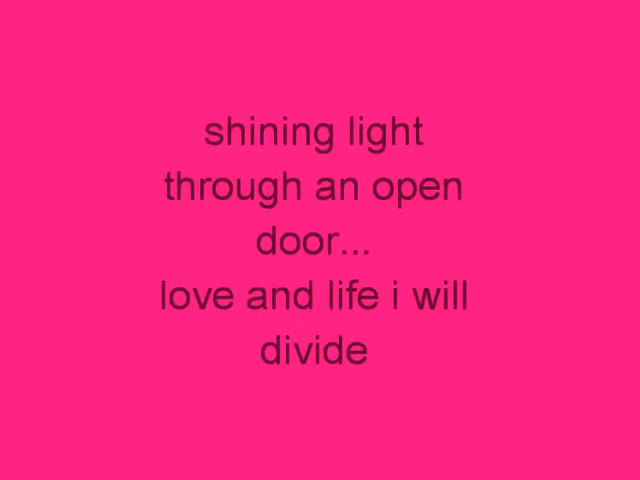 shining light
through an open
door...
love and life i will
divide